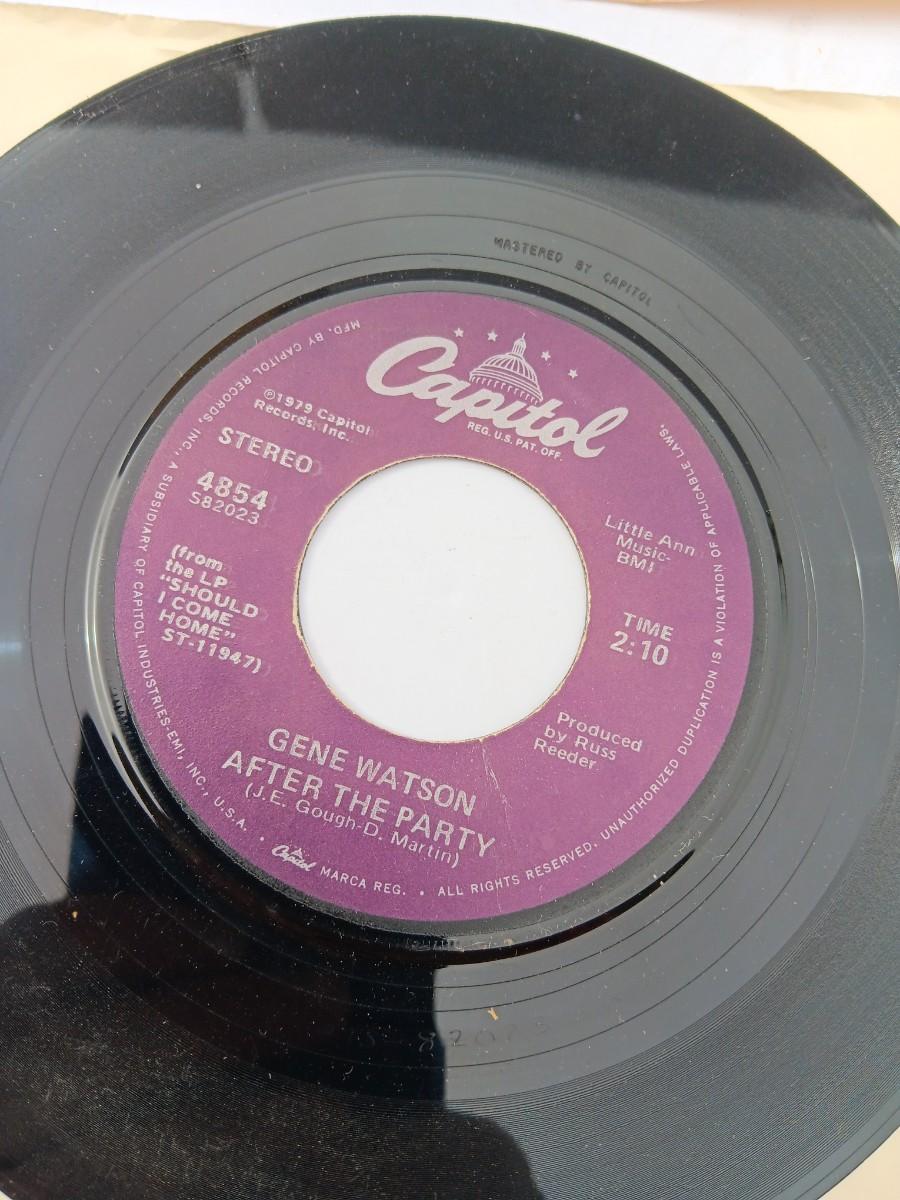 MASTERED BY CAPITOL
Capitol
REG. U.S. PAT. OFF.
℗1979 Capitol
Records, Inc.
STEREO
4854
S82023
(from
the LP
"SHOULD
I COME
HOME"
ST-11947)
Little Ann
Music-
BMI
TIME
2:10
Produced
by Russ
Reeder
GENE WATSON
AFTER THE PARTY
(J.E. Gough-D. Martin)
MFD. BY CAPITOL RECORDS, INC., A SUBSIDIARY OF CAPITOL INDUSTRIES-EMI, INC., U.S.A. • Capitol MARCA REG. • ALL RIGHTS RESERVED. UNAUTHORIZED DUPLICATION IS A VIOLATION OF APPLICABLE LAWS.